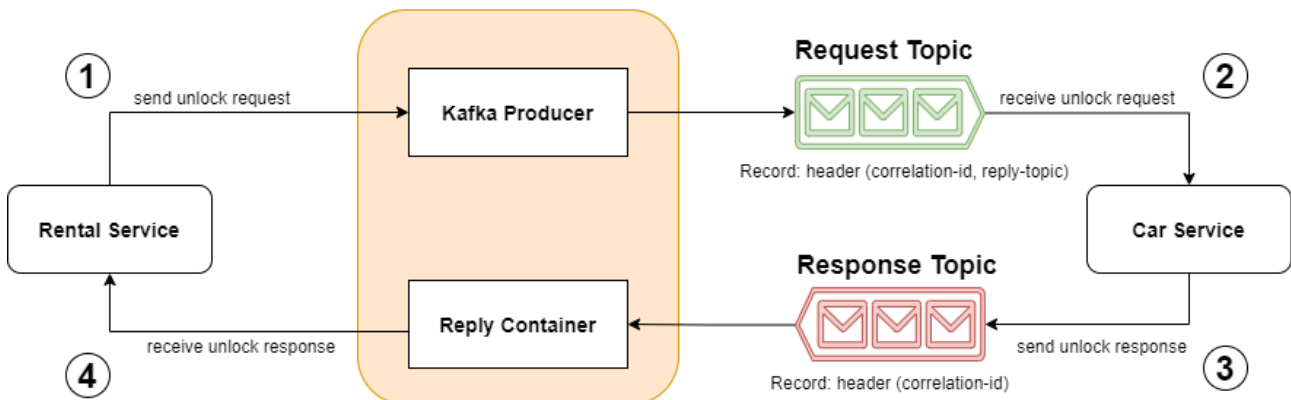 Request Topic
1
2
send unlock request
receive unlock request
Kafka Producer
Record: header (correlation-id, reply-topic)
Rental Service
Car Service
Response Topic
Reply Container
receive unlock response
send unlock response
4
3
Record: header (correlation-id)